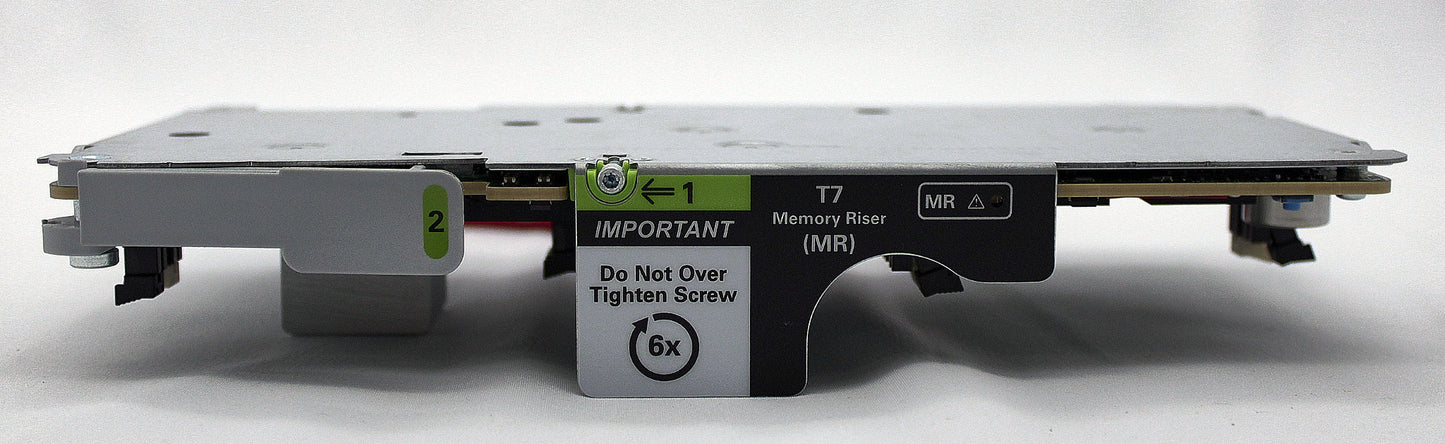 2
⇐1
IMPORTANT
Do Not Over
Tighten Screw
6x
T7
Memory Riser
(MR)
MR ⚠